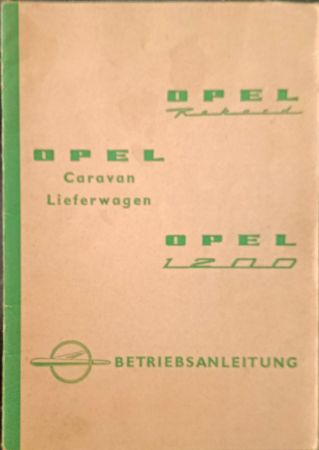 OPEL
Rekord
OPEL
Caravan
Lieferwagen
OPEL
1200
BETRIEBSANLEITUNG